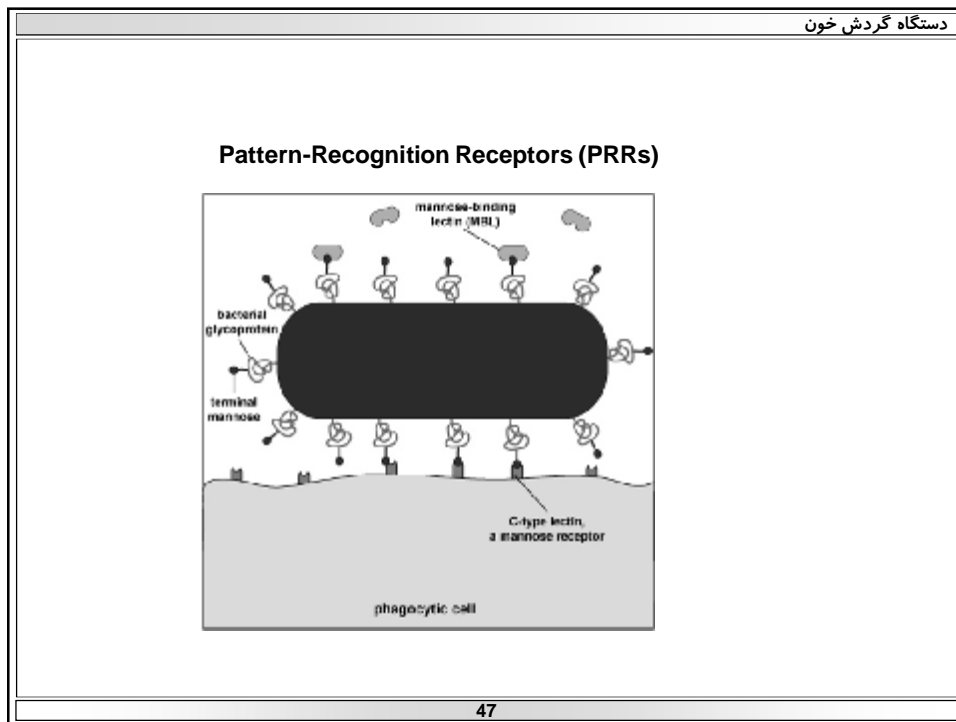 دستگاه گردش خون
Pattern-Recognition Receptors (PRRs)
mannose-binding
lectin (MBL)
bacterial
glycoprotein
terminal
mannose
C-type lectin,
a mannose receptor
phagocytic cell
47